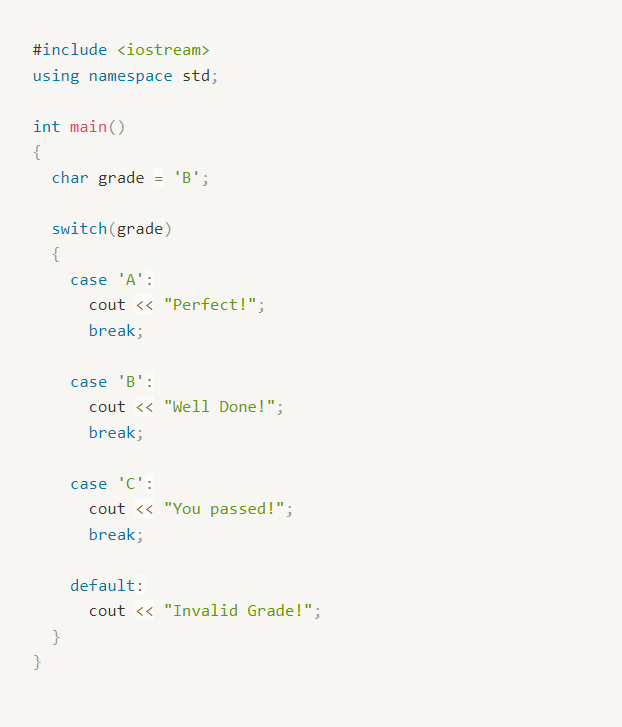 #include <iostream>
using namespace std;

int main()
{
  char grade = 'B';

  switch(grade)
  {
    case 'A':
      cout << "Perfect!";
      break;

    case 'B':
      cout << "Well Done!";
      break;

    case 'C':
      cout << "You passed!";
      break;

    default:
      cout << "Invalid Grade!";
  }
}